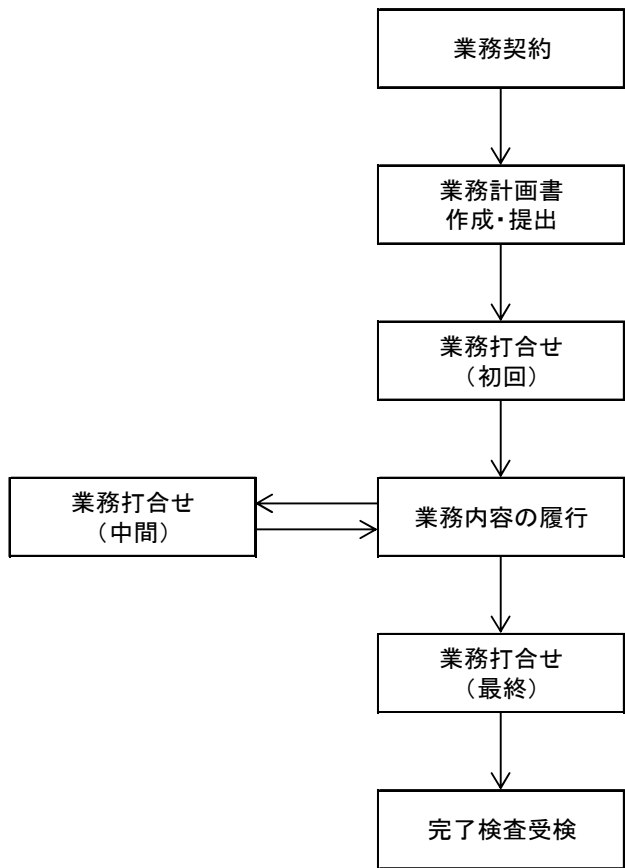 業務契約
業務計画書
作成・提出
業務打合せ
（初回）
業務打合せ
（中間）
業務内容の履行
業務打合せ
（最終）
完了検査受検